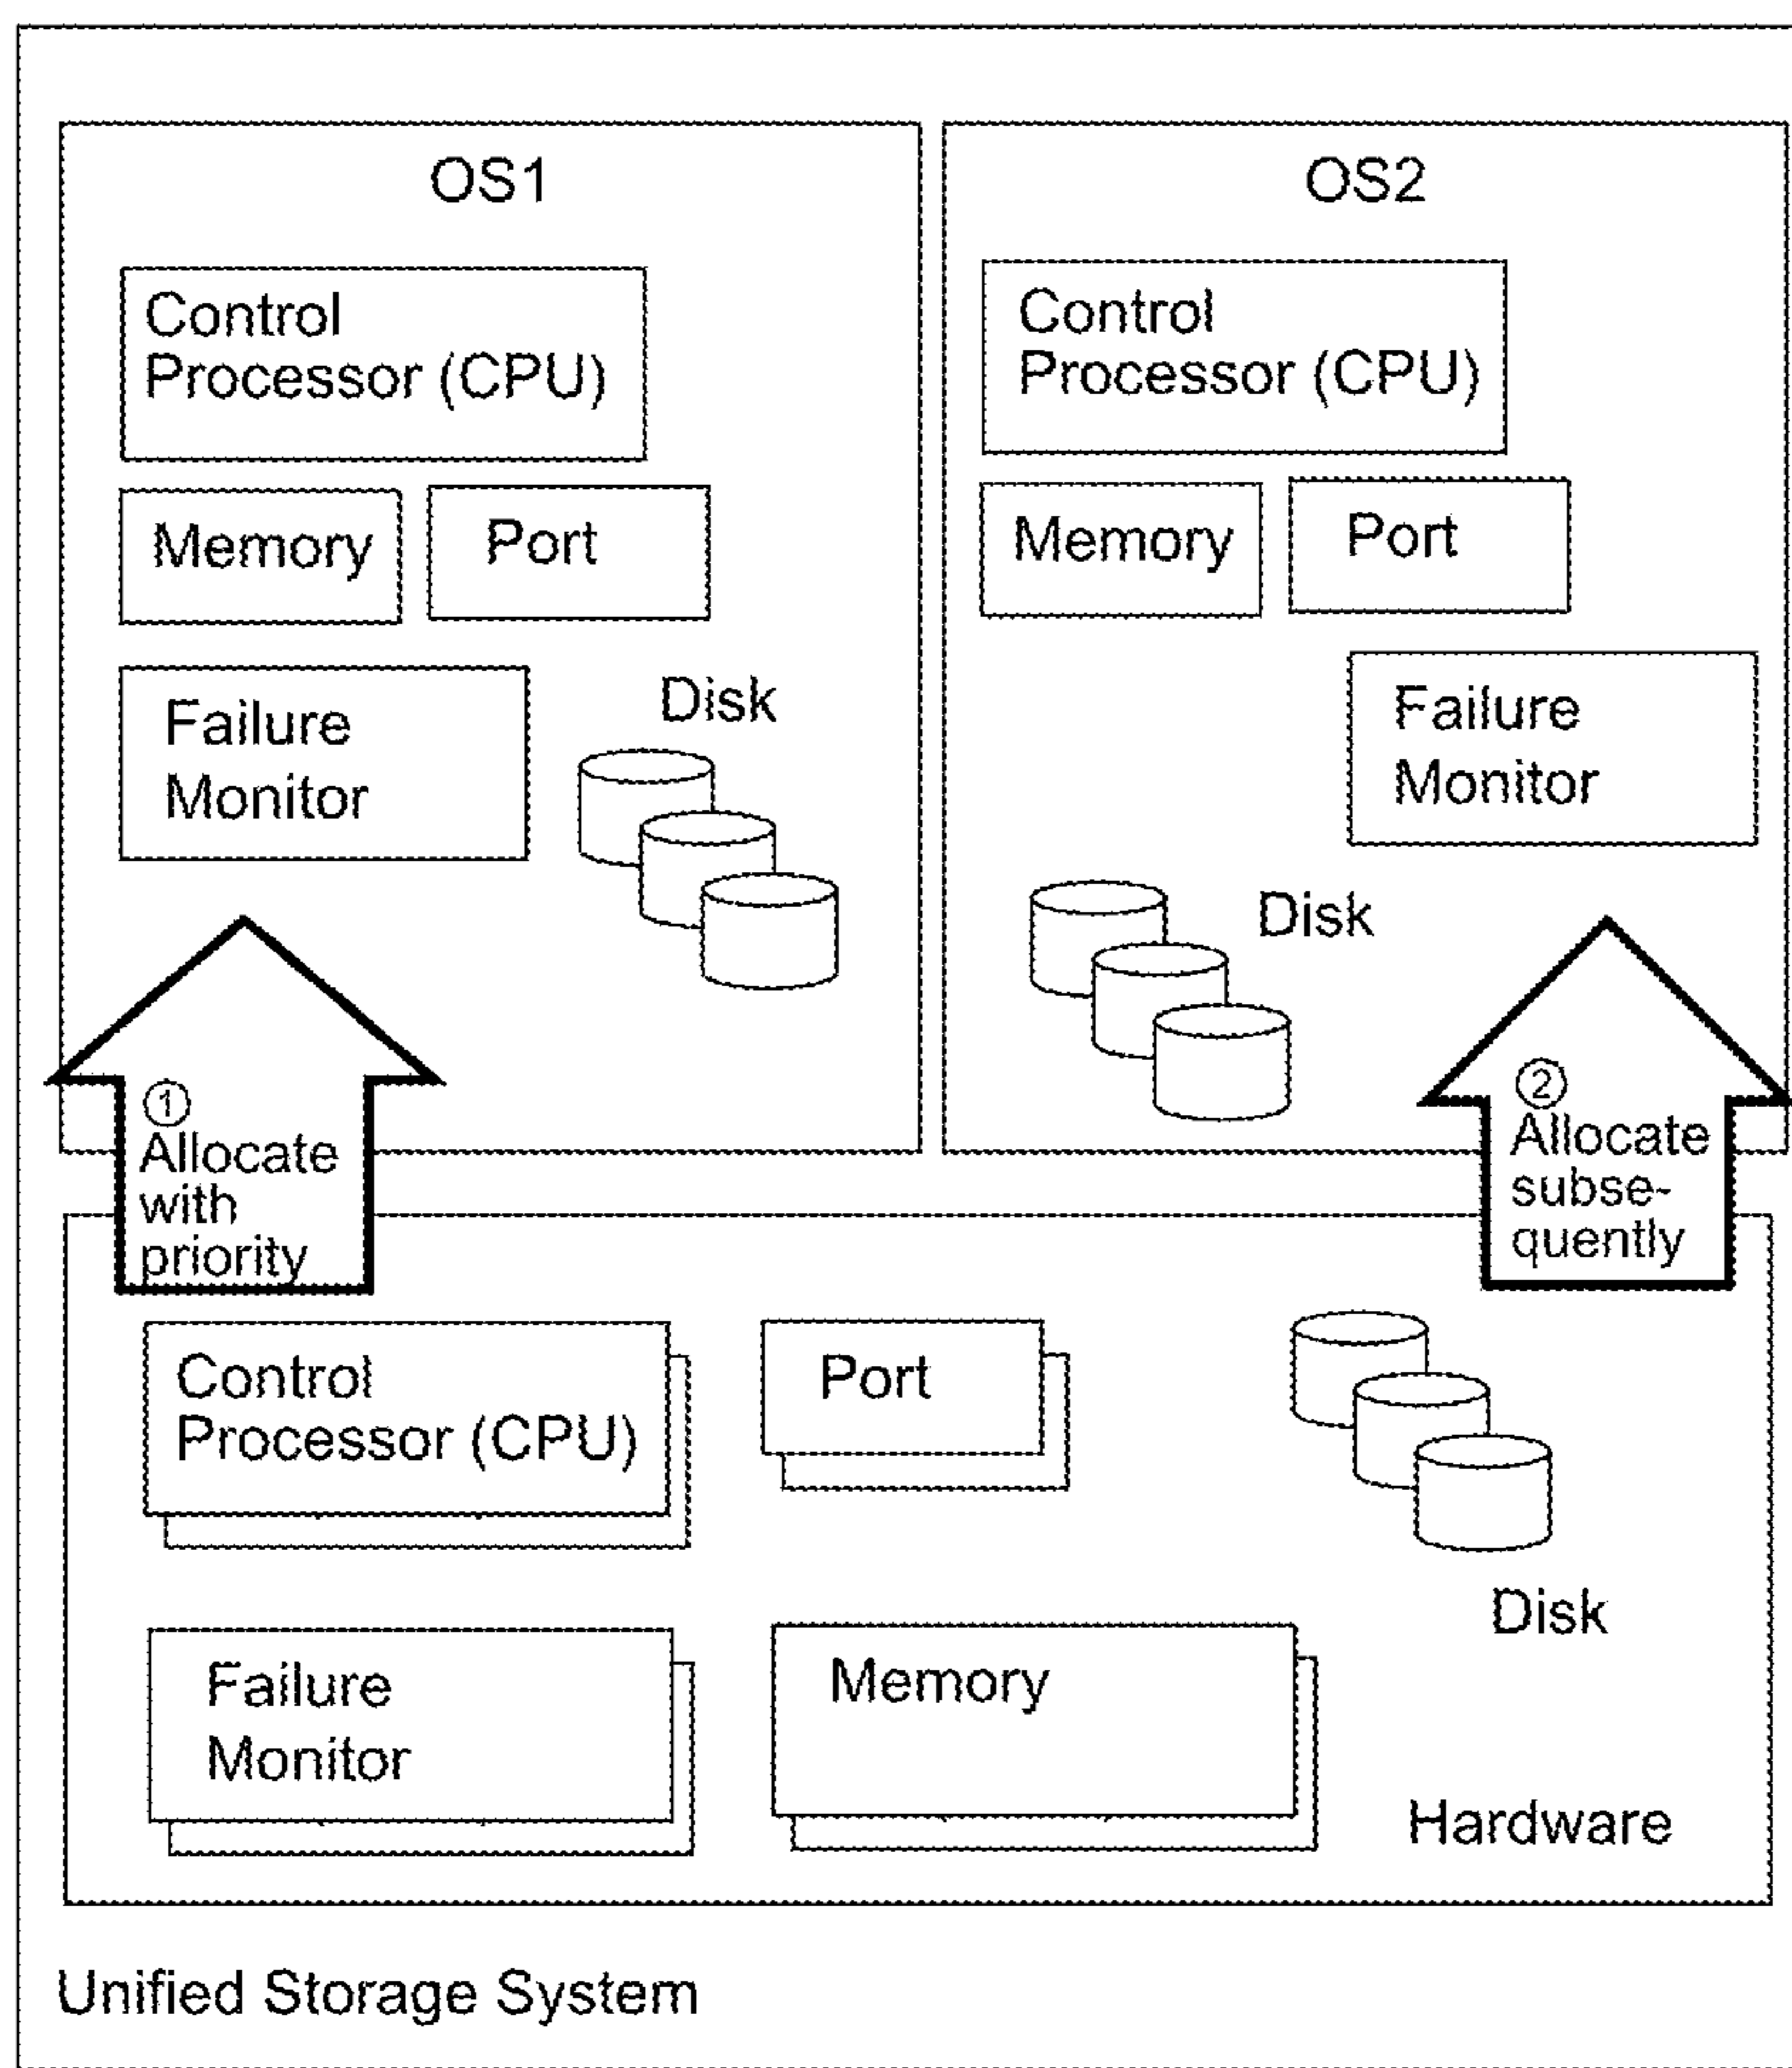 OS1
Control
Processor (CPU)
Memory
Port
Failure
Monitor
Disk
①
Allocate
with
priority
OS2
Control
Processor (CPU)
Memory
Port
Failure
Monitor
Disk
②
Allocate
subse-
quently
Control
Processor (CPU)
Port
Disk
Failure
Monitor
Memory
Hardware
Unified Storage System